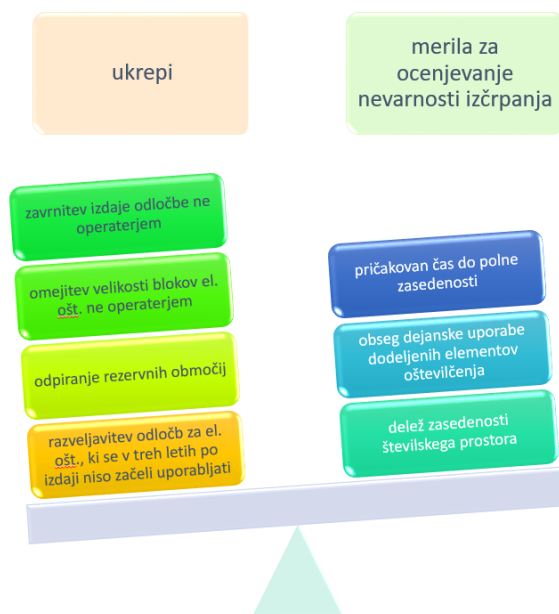 ukrepi
merila za
ocenjevanje
nevarnosti izčrpanja
zavrnitev izdaje odločbe ne
operaterjem
omejitev velikosti blokov el.
ošt. ne operaterjem
odpiranje rezervnih območij
razveljavitev odločb za el.
ošt., ki se v treh letih po
izdaji niso začeli uporabljati
pričakovan čas do polne
zasedenosti
obseg dejanske uporabe
dodeljenih elementov
oštevilčenja
delež zasedenosti
številskega prostora